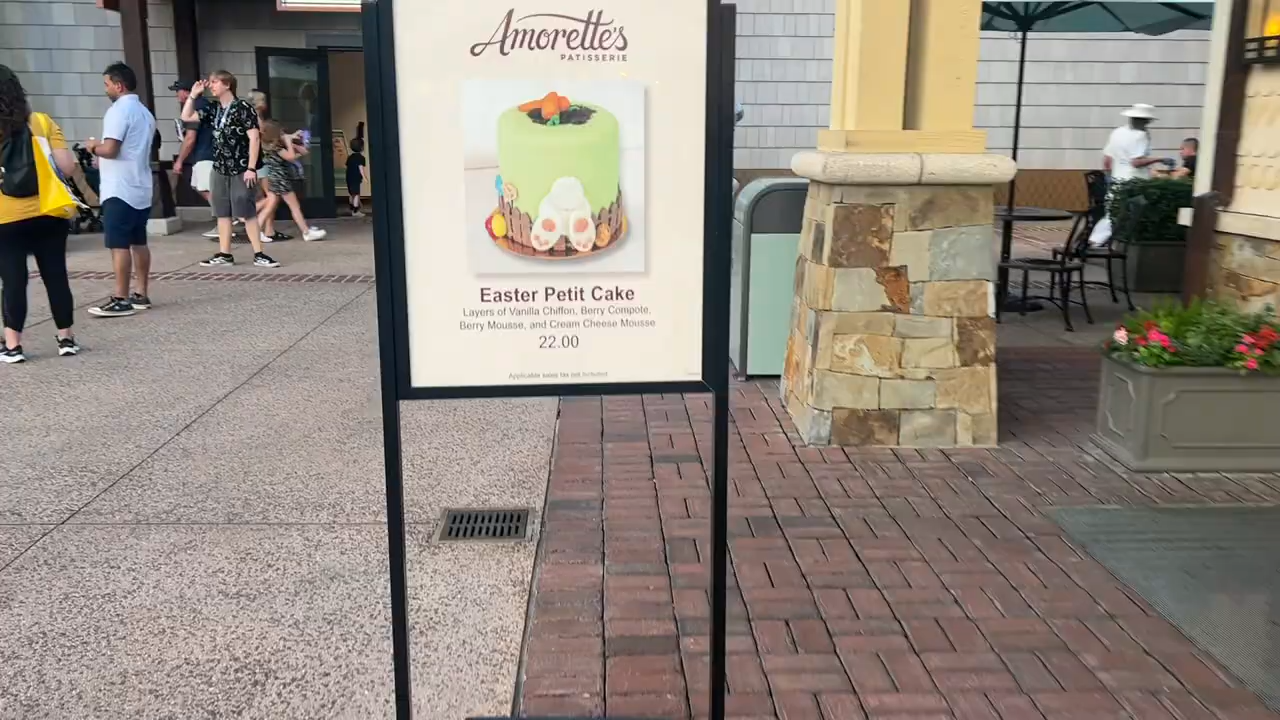 Amorette's
PATISSERIE
Easter Petit Cake
Layers of Vanilla Chiffon, Berry Compote,
Berry Mousse, and Cream Cheese Mousse
22.00
Applicable sales tax not included